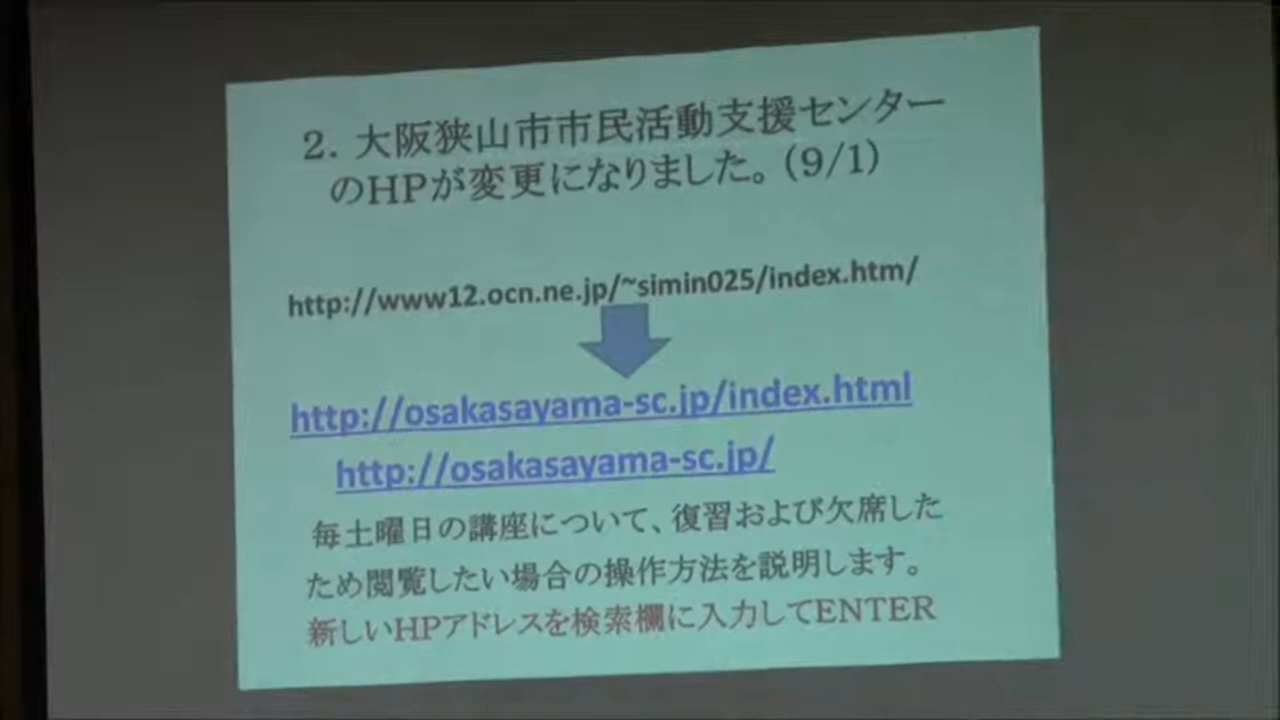 2. 大阪狭山市市民活動支援センター
のHPが変更になりました。(9/1)
http://www12.ocn.ne.jp/~simin025/index.htm/
http://osakasayama-sc.jp/index.html
http://osakasayama-sc.jp/
毎土曜日の講座について、復習および欠席した
ため閲覧したい場合の操作方法を説明します。
新しいHPアドレスを検索欄に入力してENTER